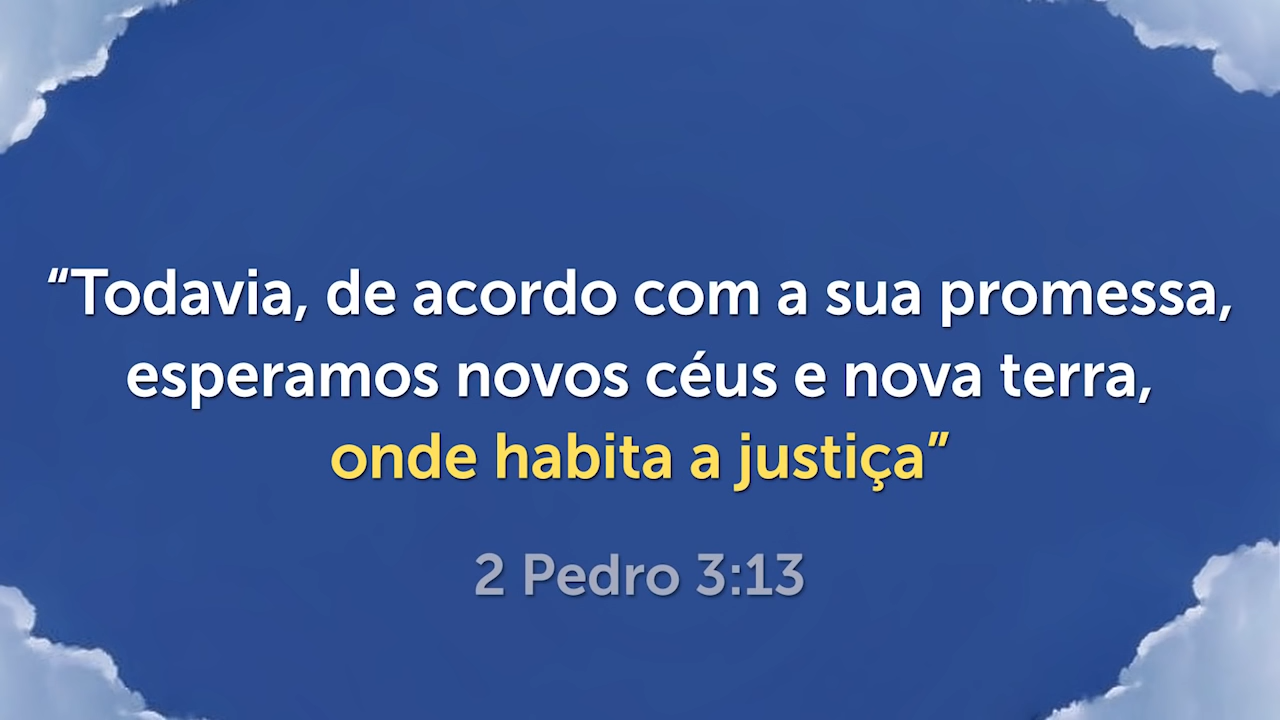 “Todavia, de acordo com a sua promessa,
esperamos novos céus e nova terra,
onde habita a justiça”
2 Pedro 3:13